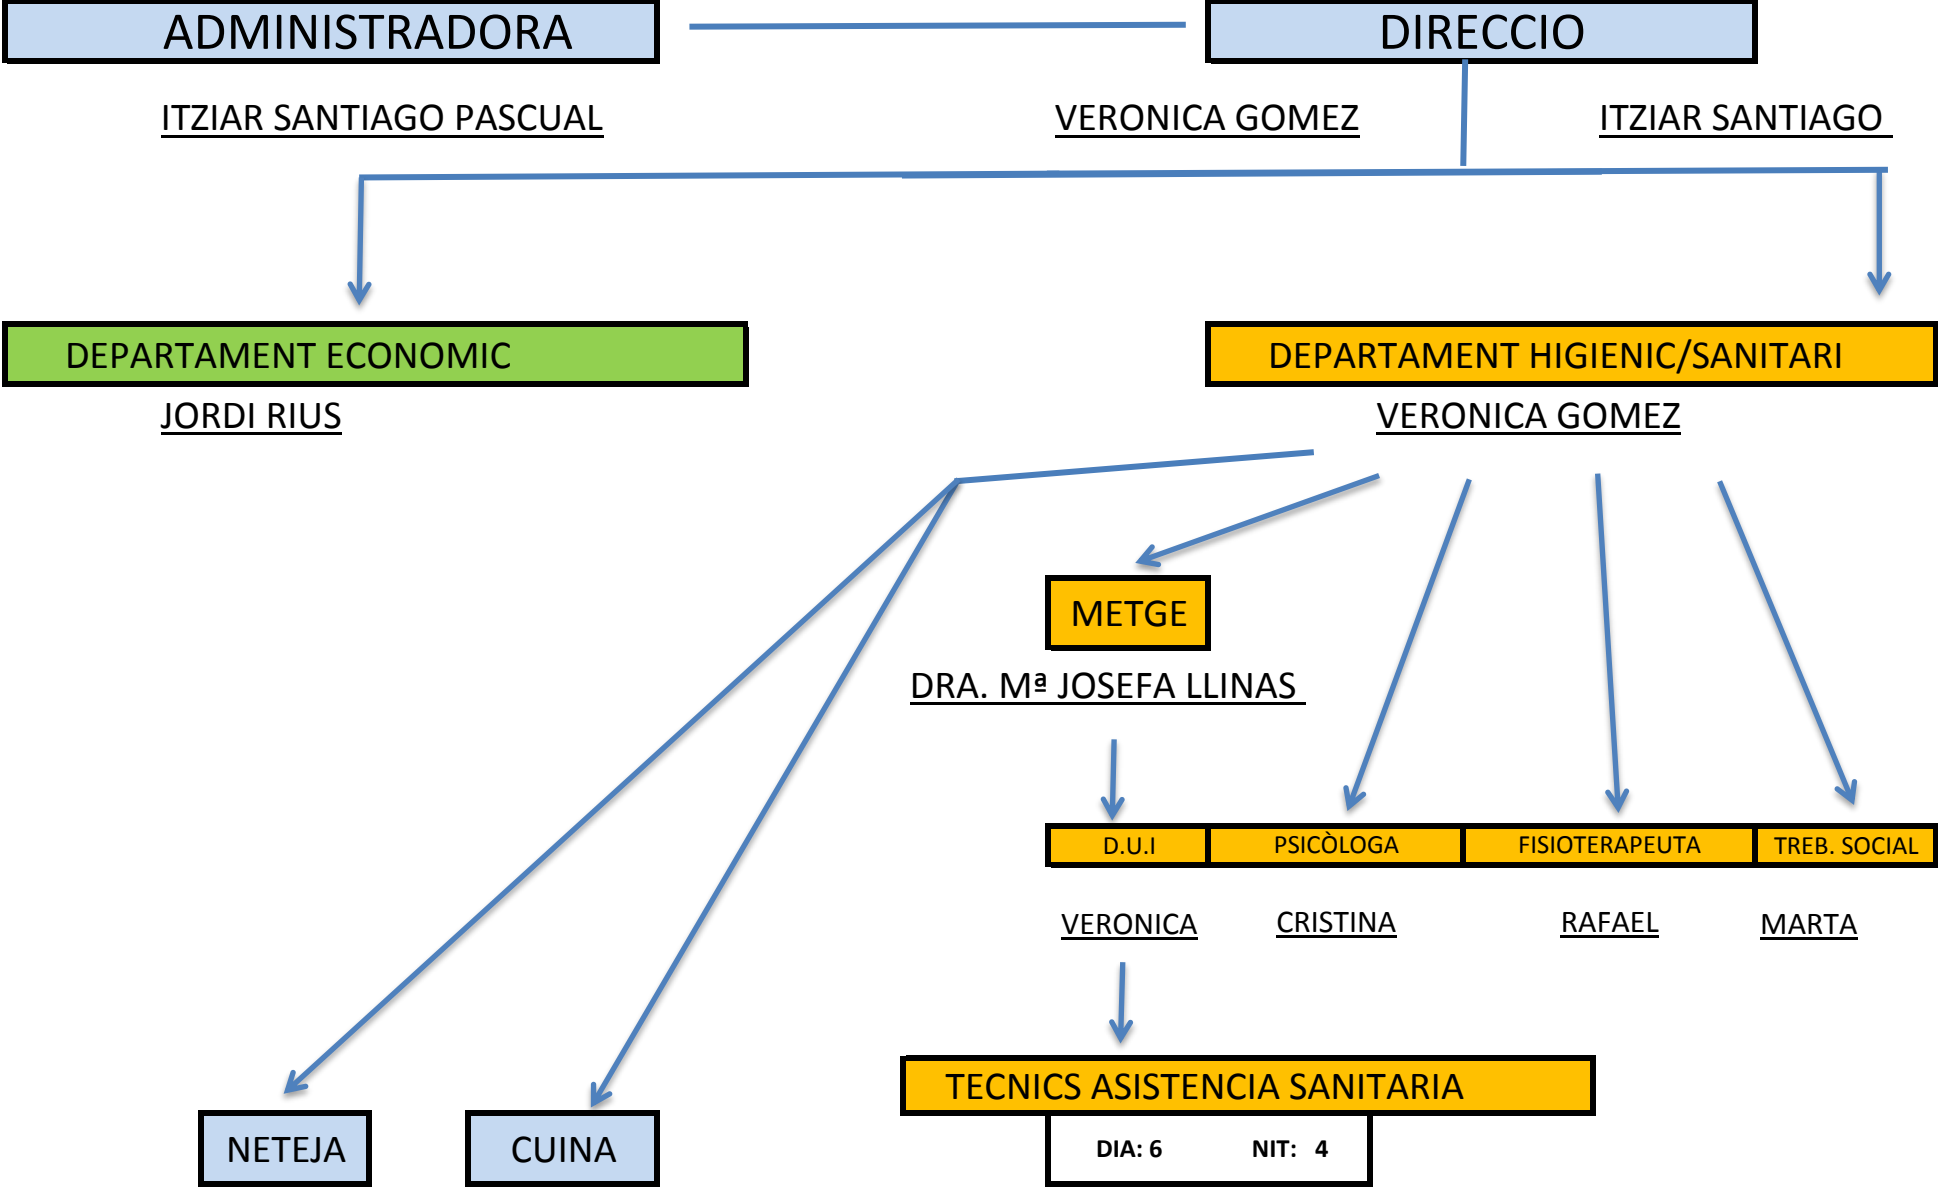 ADMINISTRADORA
DIRECCIO
ITZIAR SANTIAGO PASCUAL
VERONICA GOMEZ
ITZIAR SANTIAGO
DEPARTAMENT ECONOMIC
DEPARTAMENT HIGIENIC/SANITARI
JORDI RIUS
VERONICA GOMEZ
METGE
DRA. Mª JOSEFA LLINAS
D.U.I
PSICÒLOGA
FISIOTERAPEUTA
TREB. SOCIAL
VERONICA
CRISTINA
RAFAEL
MARTA
TECNICS ASISTENCIA SANITARIA
NETEJA
CUINA
DIA: 6 NIT: 4